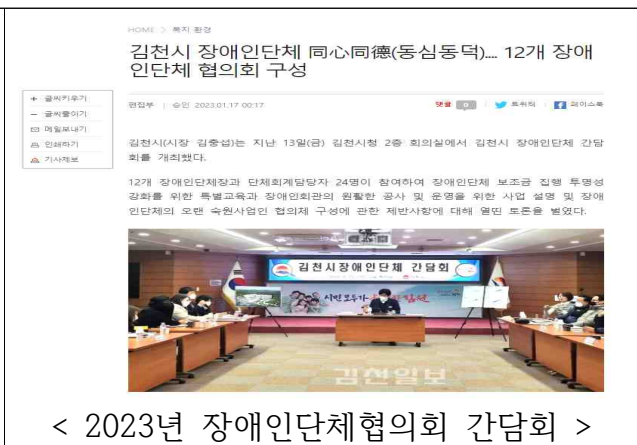 HOME > 복지 환경
김천시 장애인단체 同心同德(동심동덕)... 12개 장애
인단체 협의회 구성
+ 글씨키우기
- 글씨줄이기
메일보내기
인쇄하기
기사제보
편집부 | 승인 2023.01.17 00:17
댓글 0 트위터 페이스북
김천시(시장 김충섭)는 지난 13일(금) 김천시청 2층 회의실에서 김천시 장애인단체 간담
회를 개최했다.
12개 장애인단체장과 단체회계담당자 24명이 참여하여 장애인단체 보조금 집행 투명성
강화를 위한 특별교육과 장애인회관의 원활한 공사 및 운영을 위한 사업 설명 및 장애
인단체의 오랜 숙원사업인 협의체 구성에 관한 제반사항에 대해 열띤 토론을 벌였다.
김천시장애인단체 간담회
시민모두가
김천
김천일보
< 2023년 장애인단체협의회 간담회 >